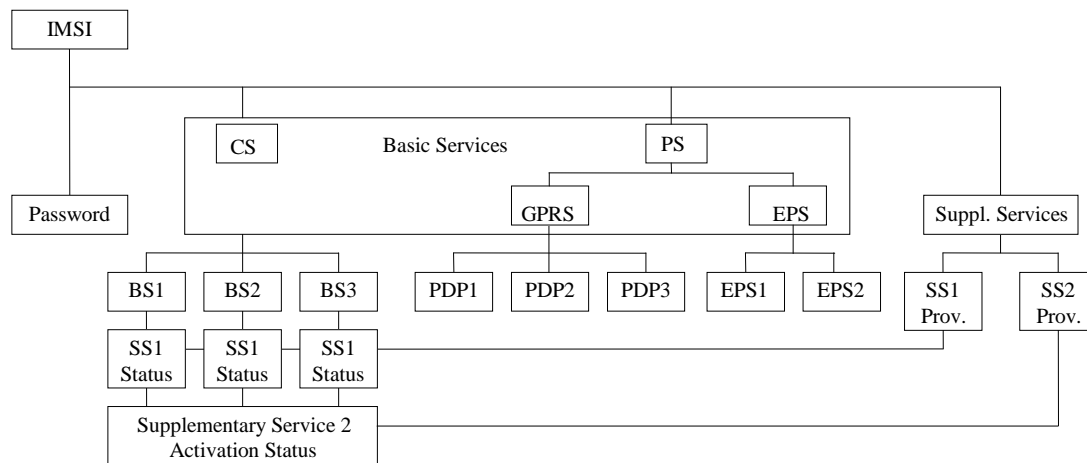 IMSI
CS
Basic Services
PS
Password
GPRS
EPS
Suppl. Services
BS1
BS2
BS3
PDP1
PDP2
PDP3
EPS1
EPS2
SS1
Prov.
SS2
Prov.
SS1
Status
SS1
Status
SS1
Status
Supplementary Service 2
Activation Status